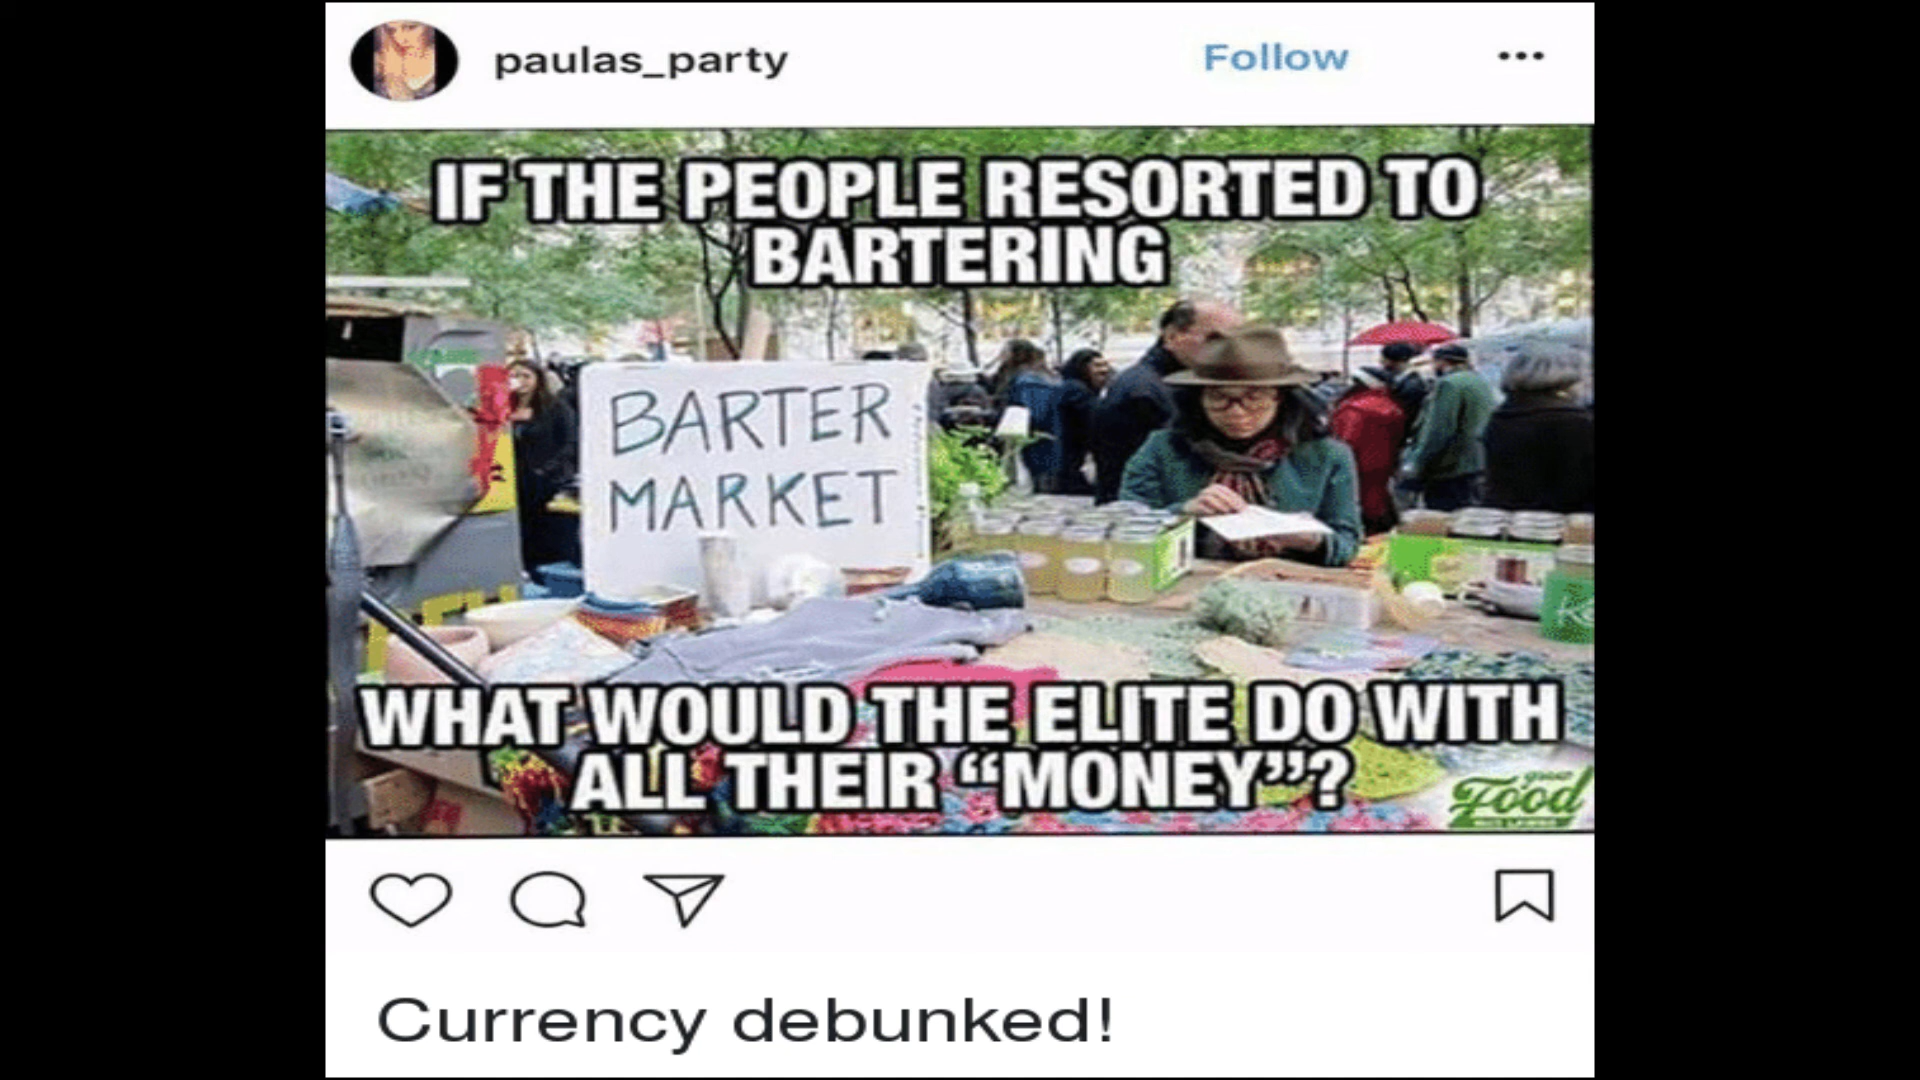 paulas_party
Follow
IF THE PEOPLE RESORTED TO
BARTERING
BARTER
MARKET
WHAT WOULD THE ELITE DO WITH
ALL THEIR “MONEY”?
Food
Currency debunked!